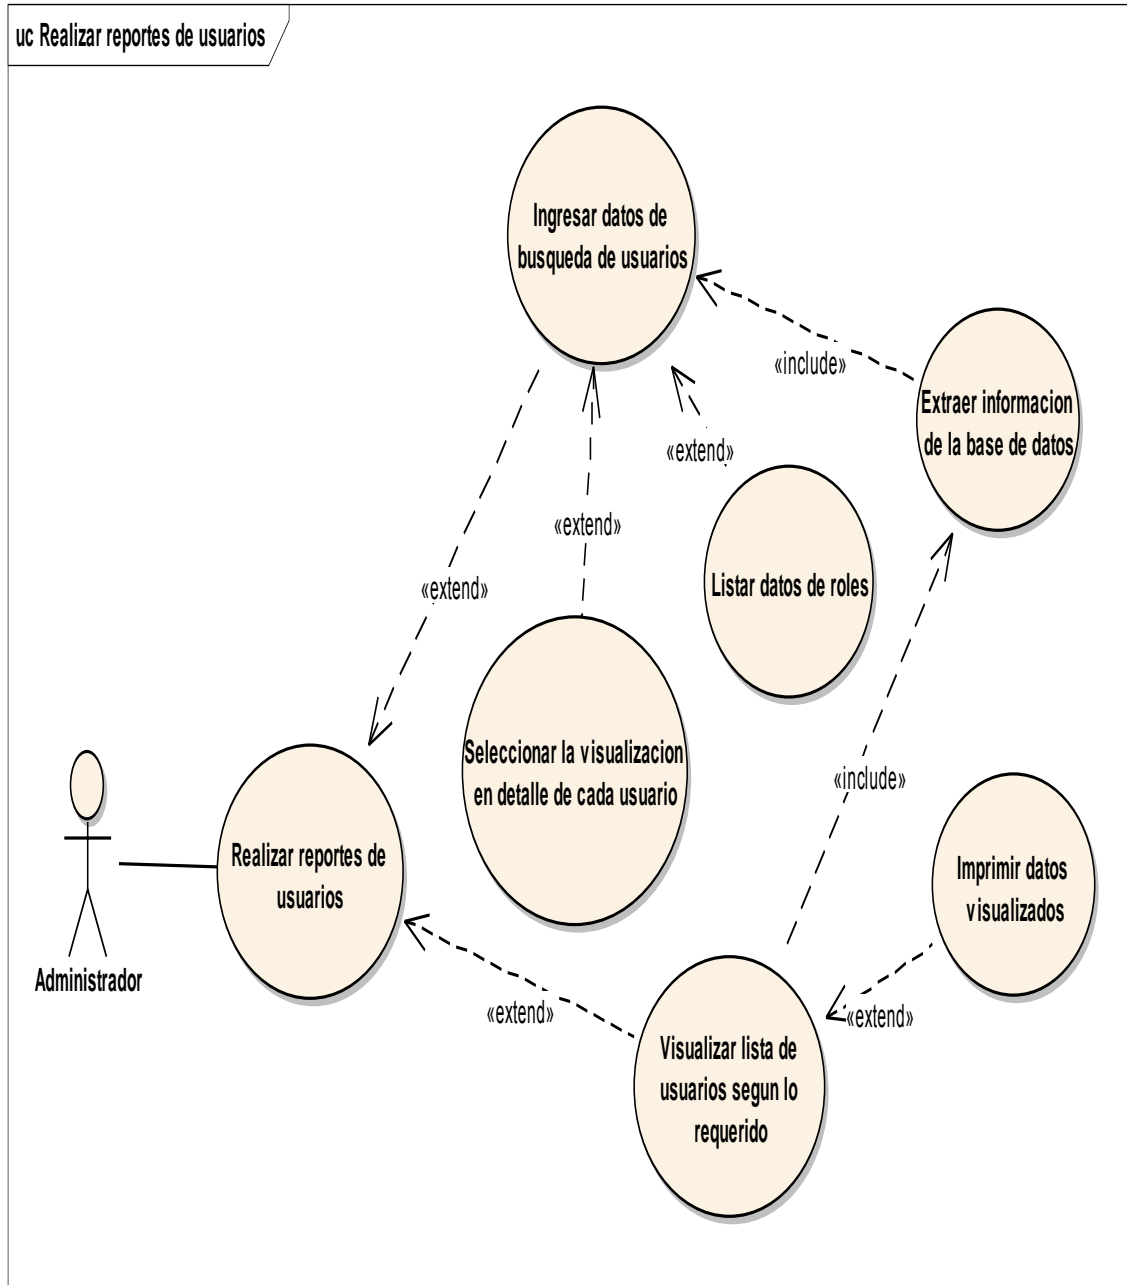 uc Realizar reportes de usuarios
Ingresar datos de
busqueda de usuarios
«include»
Extraer informacion
de la base de datos
«extend»
«extend»
«extend»
Listar datos de roles
Seleccionar la visualizacion
en detalle de cada usuario
«include»
Realizar reportes de
usuarios
Imprimir datos
visualizados
Administrador
«extend»
«extend»
Visualizar lista de
usuarios segun lo
requerido